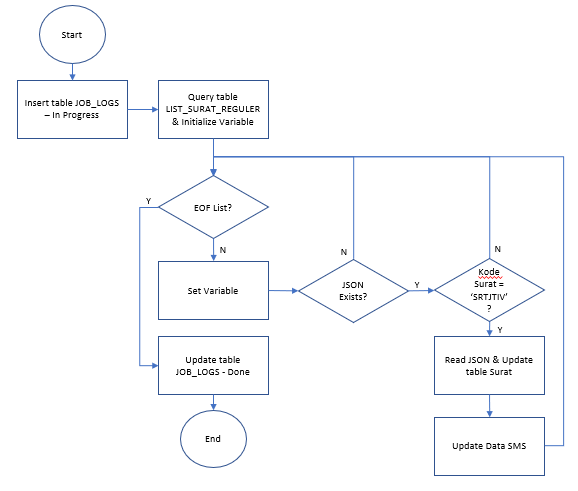 Start
Insert table JOB_LOGS
– In Progress
Query table
LIST_SURAT_REGULER
& Initialize Variable
Y
EOF List?
N
Set Variable
N
JSON
Exists?
Y
N
Kode
Surat =
‘SRTJTIV’
?
Y
Update table
JOB_LOGS - Done
Read JSON & Update
table Surat
End
Update Data SMS